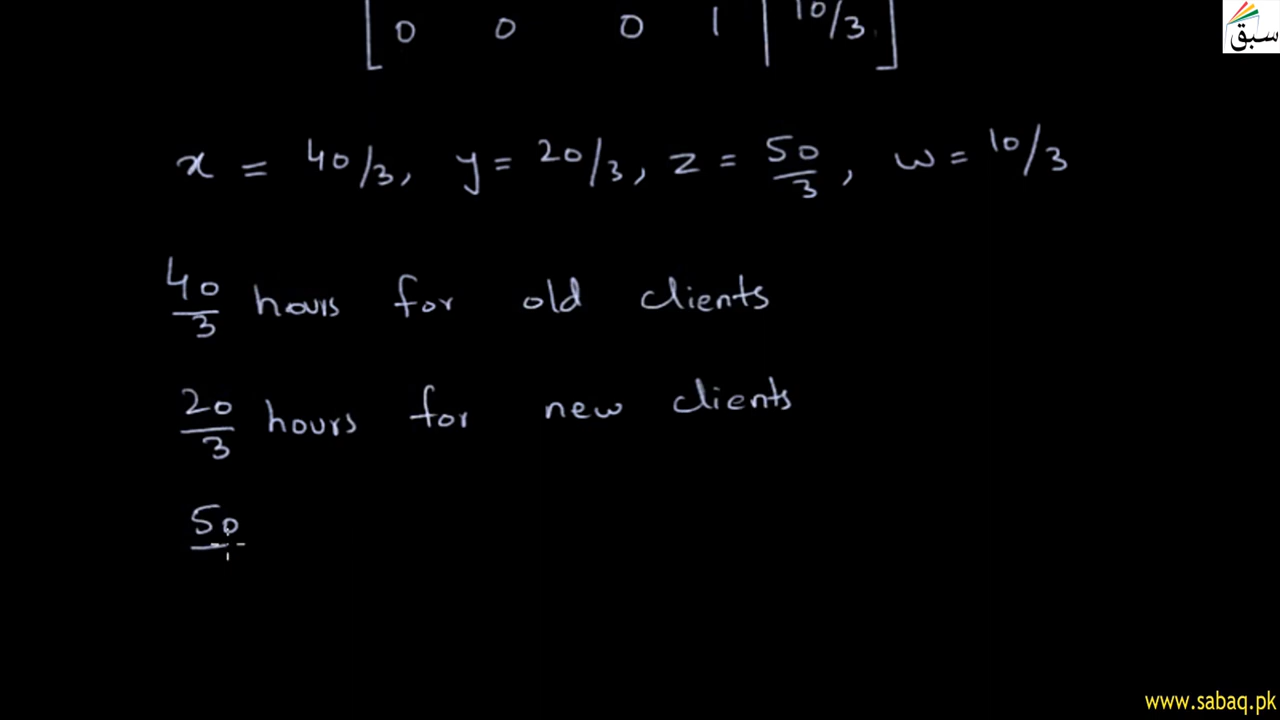 سبق
0 0 0 1 | 10/3
x = 40/3, y = 20/3, z = 50/3, w = 10/3
40/3 hours for old clients
20/3 hours for new clients
50
www.sabaq.pk